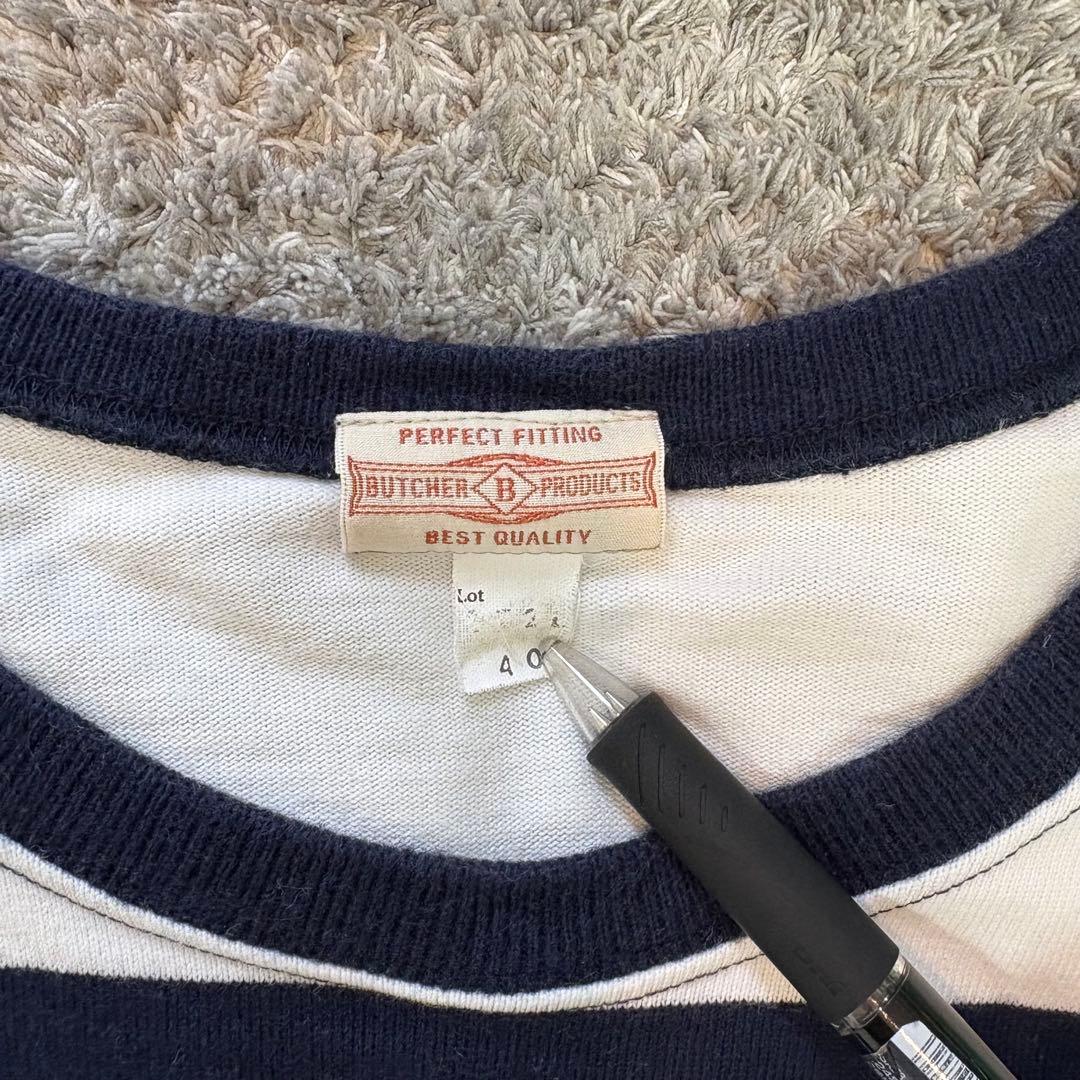 PERFECT FITTING
BUTCHER B PRODUCTS
BEST QUALITY
Lot
40